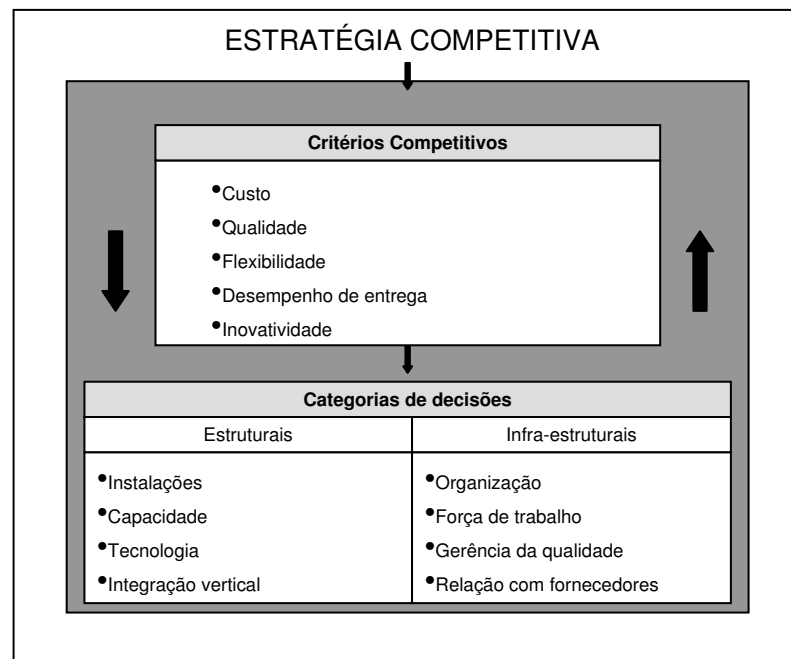 ESTRATÉGIA COMPETITIVA
Critérios Competitivos
•Custo
•Qualidade
•Flexibilidade
•Desempenho de entrega
•Inovatividade
Categorias de decisões
Estruturais
Infra-estruturais
•Instalações
•Capacidade
•Tecnologia
•Integração vertical
•Organização
•Força de trabalho
•Gerência da qualidade
•Relação com fornecedores